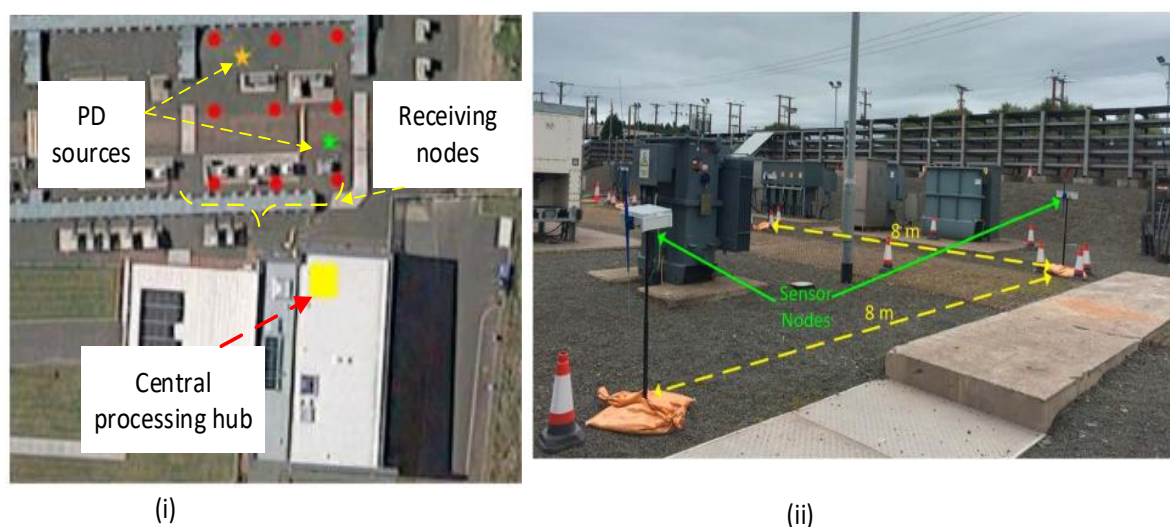 PD
sources
Receiving
nodes
Central
processing hub
(i)
8 m
Sensor
Nodes
8 m
(ii)